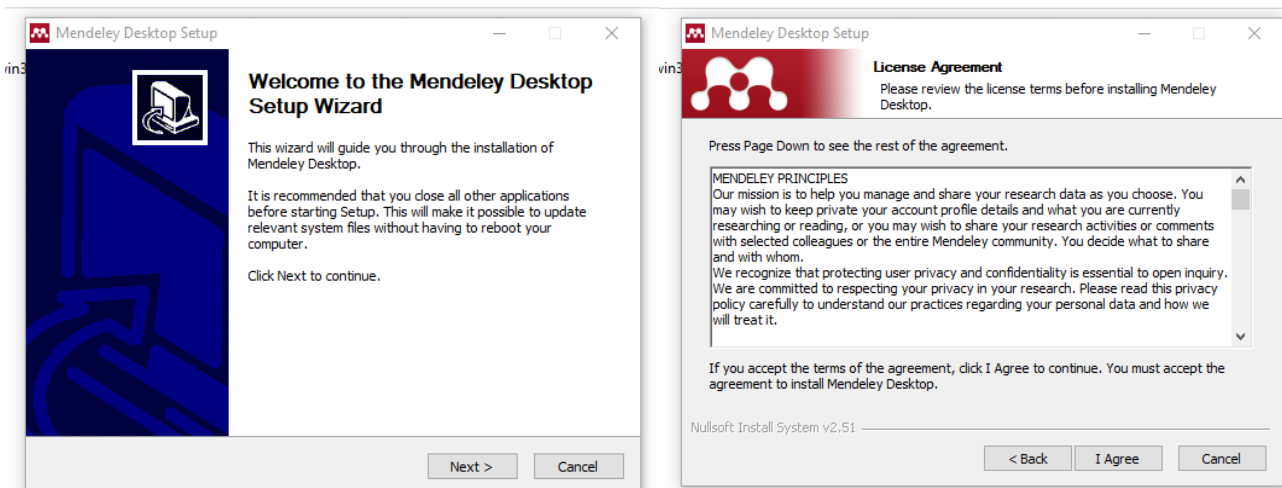 Mendeley Desktop Setup
Welcome to the Mendeley Desktop
Setup Wizard
This wizard will guide you through the installation of
Mendeley Desktop.
It is recommended that you close all other applications
before starting Setup. This will make it possible to update
relevant system files without having to reboot your
computer.
Click Next to continue.
Next >
Cancel
Mendeley Desktop Setup
License Agreement
Please review the license terms before installing Mendeley
Desktop.
Press Page Down to see the rest of the agreement.
MENDELEY PRINCIPLES
Our mission is to help you manage and share your research data as you choose. You
may wish to keep private your account profile details and what you are currently
researching or reading, or you may wish to share your research activities or comments
with selected colleagues or the entire Mendeley community. You decide what to share
and with whom.
We recognize that protecting user privacy and confidentiality is essential to open inquiry.
We are committed to respecting your privacy in your research. Please read this privacy
policy carefully to understand our practices regarding your personal data and how we
will treat it.
If you accept the terms of the agreement, click I Agree to continue. You must accept the
agreement to install Mendeley Desktop.
Nullsoft Install System v2.51
< Back
I Agree
Cancel